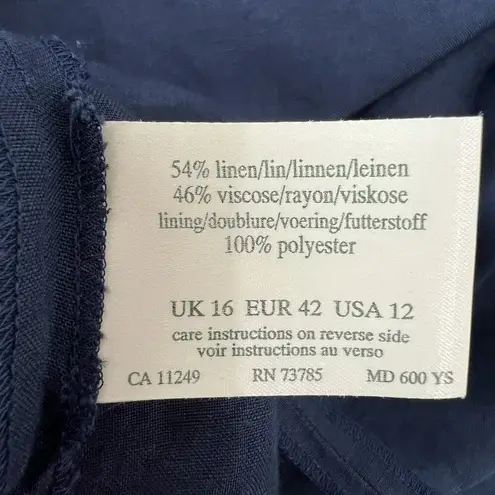 54% linen/lin/linnen/leinen
46% viscose/rayon/viskose
lining/doublure/voering/futterstoff
100% polyester
UK 16 EUR 42 USA 12
care instructions on reverse side
voir instructions au verso
CA 11249 RN 73785 MD 600 YS